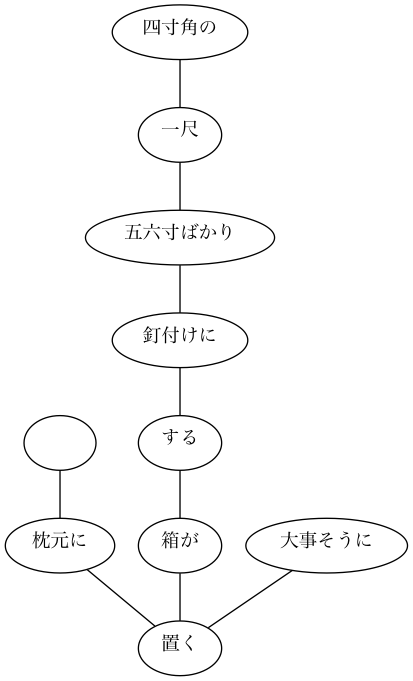 四寸角の
一尺
五六寸ばかり
釘付けに
する
枕元に
箱が
大事そうに
置く